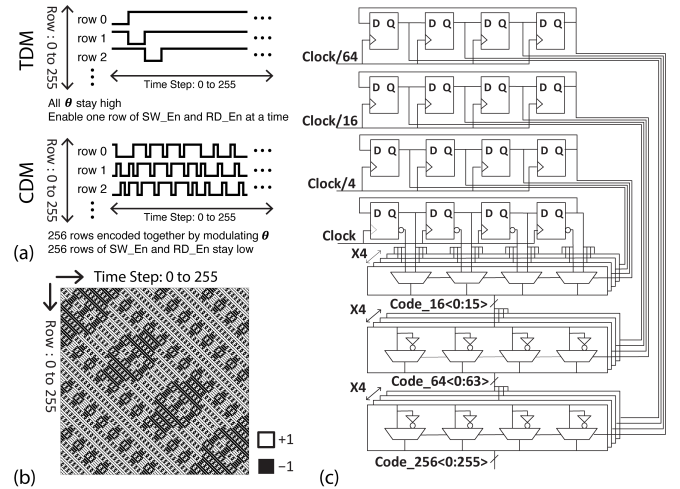 TDM
Row : 0 to 255
row 0
row 1
row 2
Time Step: 0 to 255
All θ stay high
Enable one row of SW_En and RD_En at a time
CDM
Row : 0 to 255
row 0
row 1
row 2
Time Step: 0 to 255
256 rows encoded together by modulating θ
256 rows of SW_En and RD_En stay low
(a)
Time Step: 0 to 255
Row : 0 to 255
+1
−1
(b)
D Q D Q D Q D Q
Clock/64
D Q D Q D Q D Q
Clock/16
D Q D Q D Q D Q
Clock/4
D Q D Q D Q D Q
Clock
X4
Code_16<0:15>
X4
Code_64<0:63>
X4
Code_256<0:255>
(c)